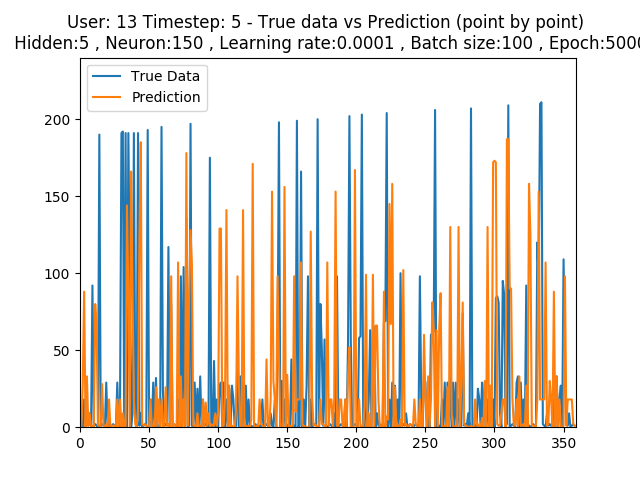 User: 13 Timestep: 5 - True data vs Prediction (point by point)
Hidden:5 , Neuron:150 , Learning rate:0.0001 , Batch size:100 , Epoch:5000
True Data
Prediction
200
150
100
50
0
0 50 100 150 200 250 300 350